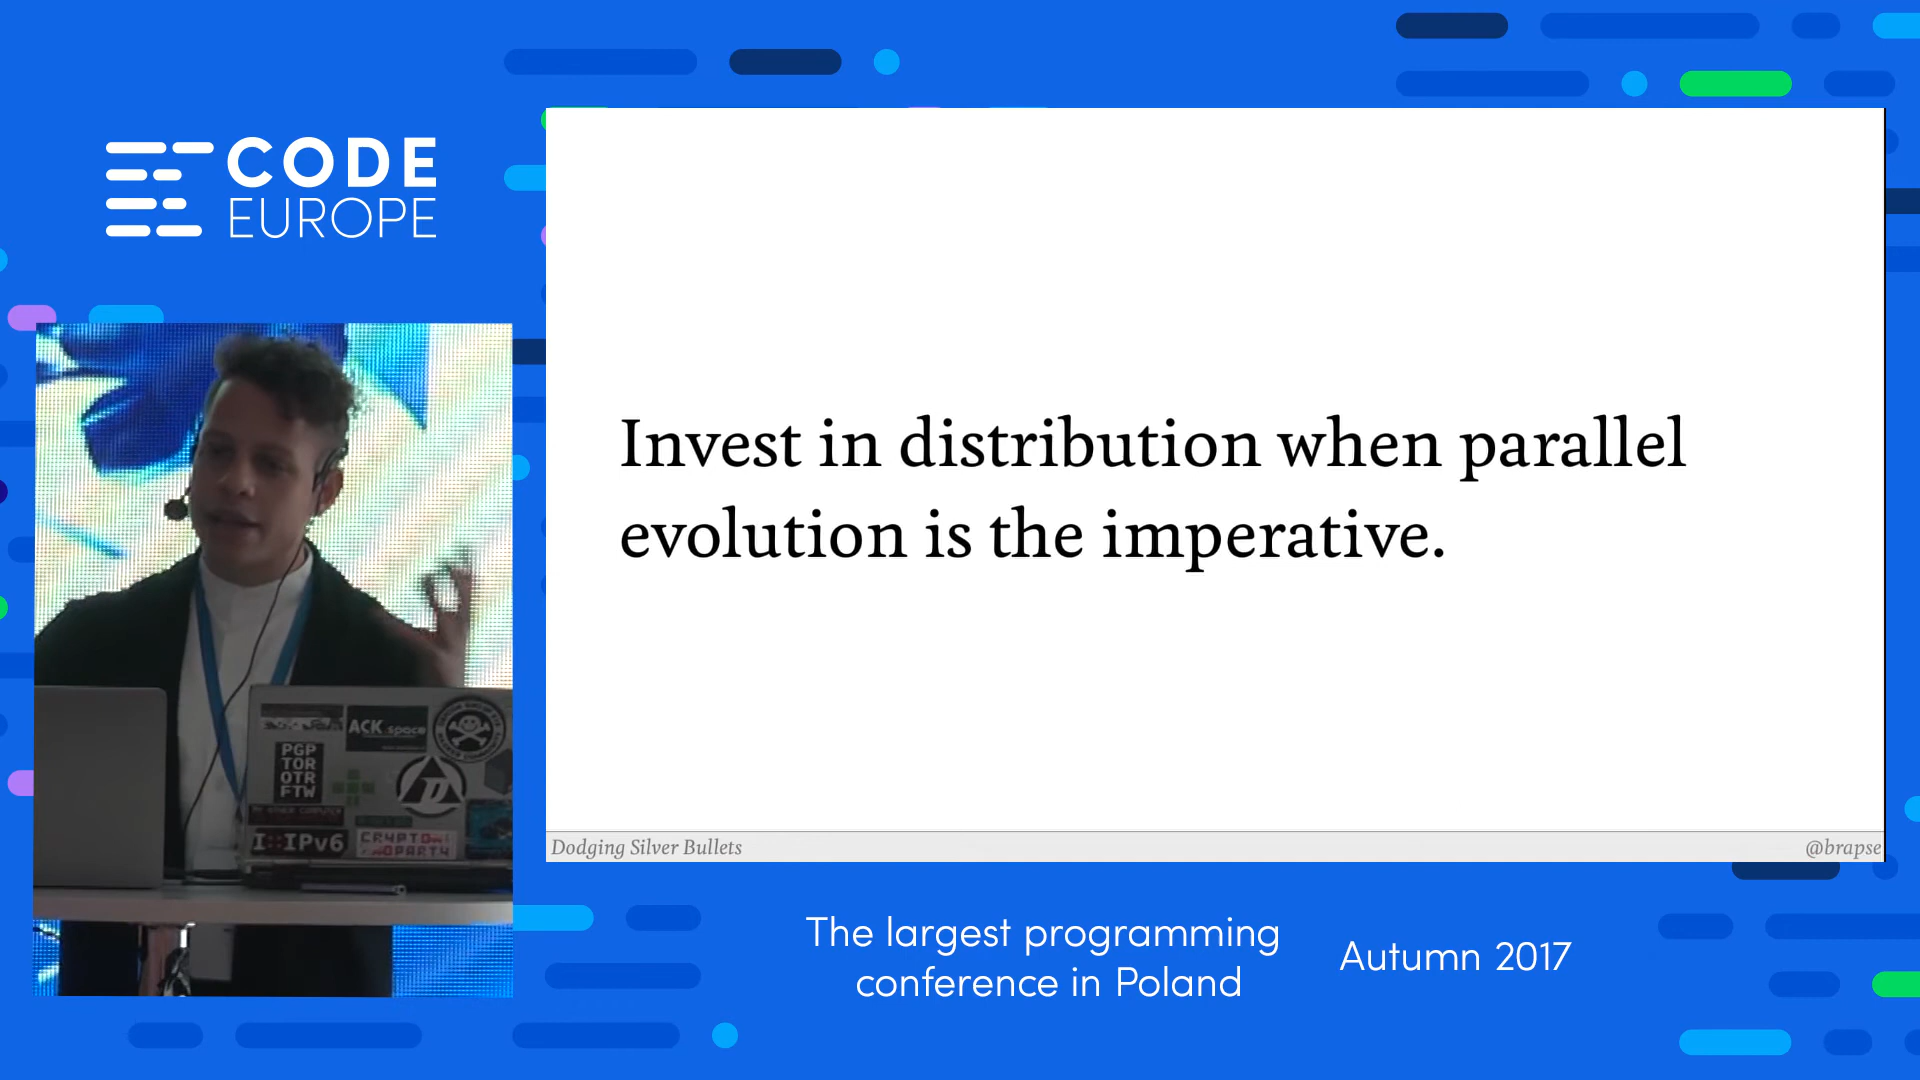 CODE
EUROPE
Invest in distribution when parallel
evolution is the imperative.
Dodging Silver Bullets
@brapse
The largest programming
conference in Poland
Autumn 2017
ACK space
PGP
TOR
OTR
FTW
IPv6